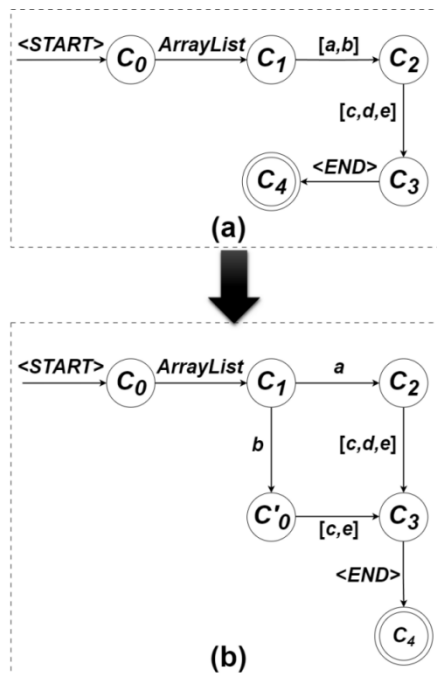 <START> C0 ArrayList C1 [a,b] C2
[c,d,e]
C4 <END> C3
(a)
<START> C0 ArrayList C1 a C2
b [c,d,e]
C'0 [c,e] C3
<END>
C4
(b)